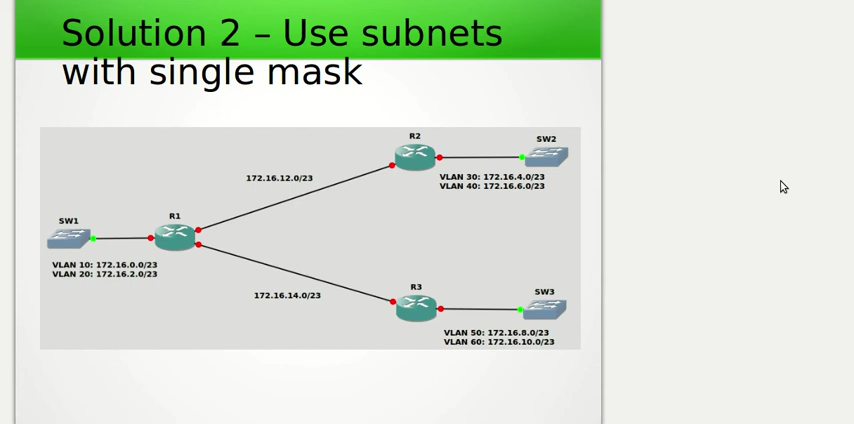 Solution 2 – Use subnets
with single mask
R2
SW2
172.16.12.0/23
VLAN 30: 172.16.4.0/23
VLAN 40: 172.16.6.0/23
SW1
R1
VLAN 10: 172.16.0.0/23
VLAN 20: 172.16.2.0/23
172.16.14.0/23
R3
SW3
VLAN 50: 172.16.8.0/23
VLAN 60: 172.16.10.0/23